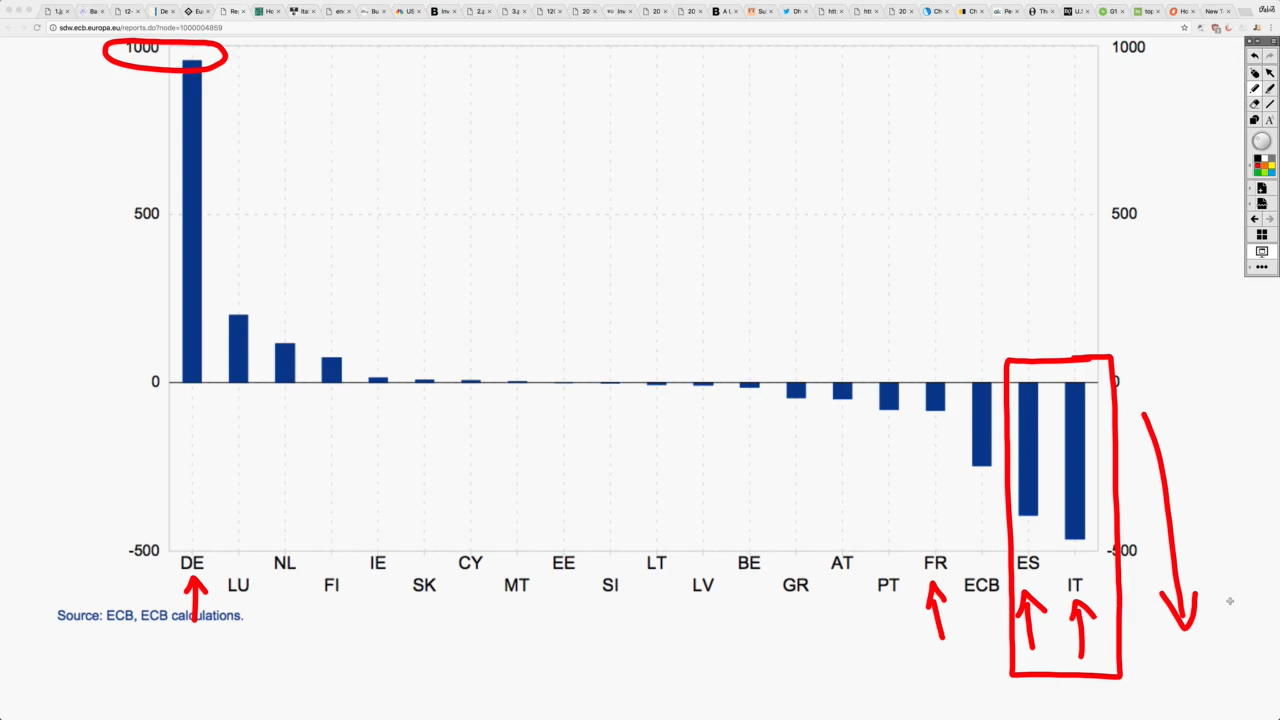 sdw.ecb.europa.eu/reports.do?node=1000004859
1000 1000
500 500
0 0
-500 -500
DE NL IE CY EE LT BE AT FR ES
LU FI SK MT SI LV GR PT ECB IT
Source: ECB, ECB calculations.